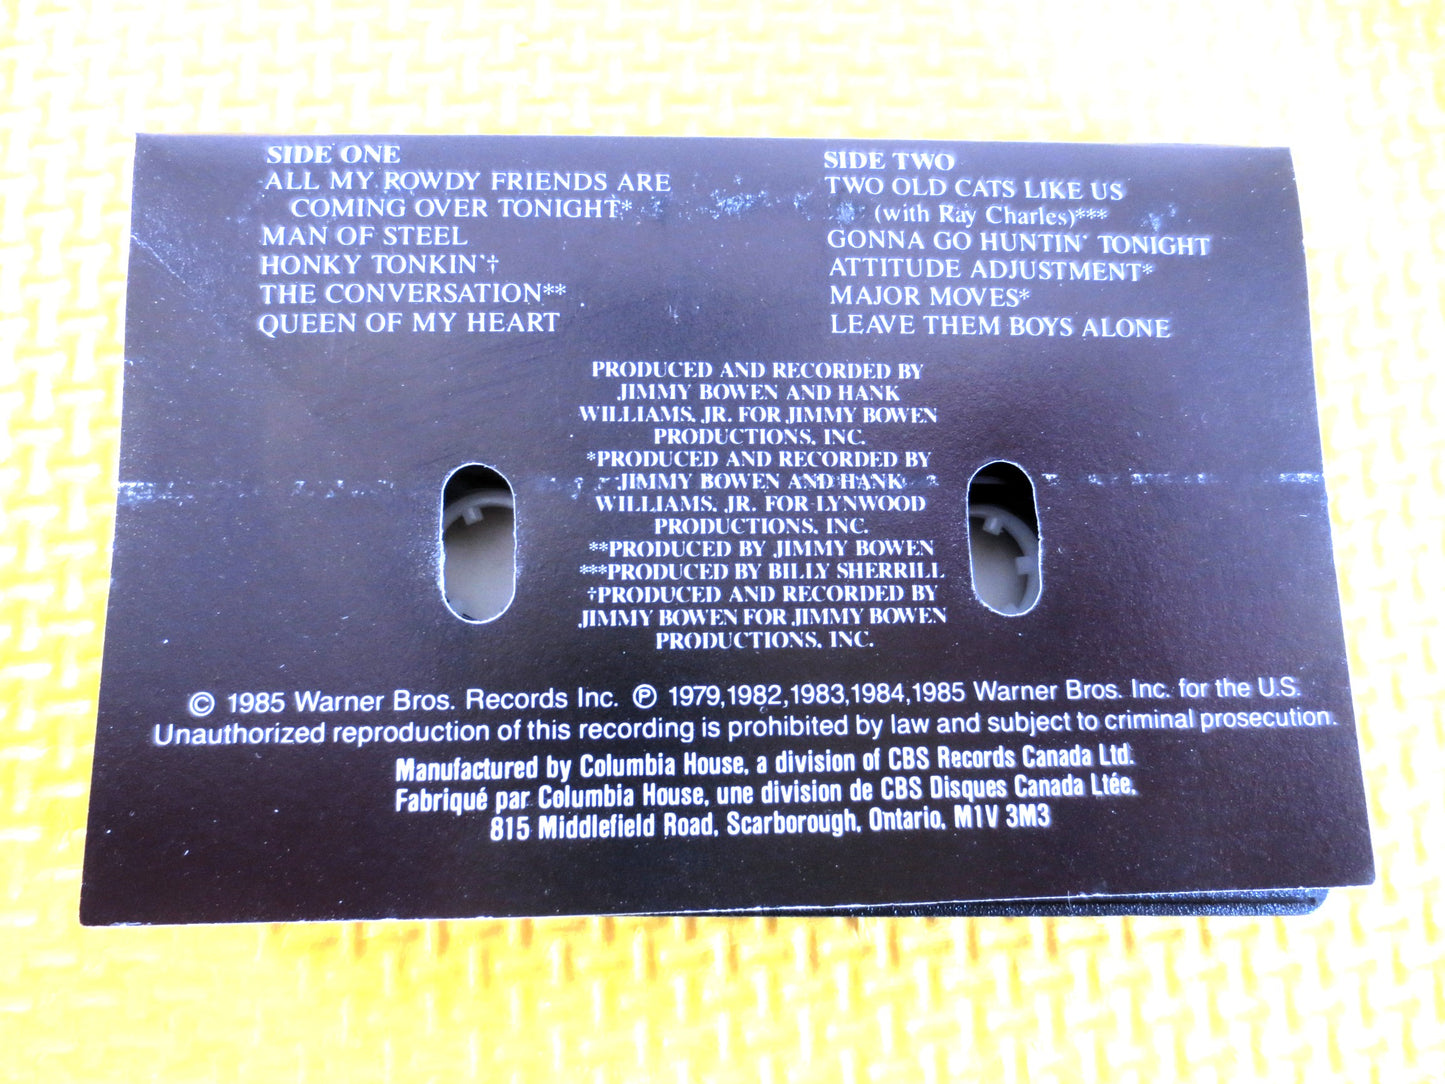 SIDE ONE
ALL MY ROWDY FRIENDS ARE
COMING OVER TONIGHT*
MAN OF STEEL
HONKY TONKIN'†
THE CONVERSATION**
QUEEN OF MY HEART
SIDE TWO
TWO OLD CATS LIKE US
(with Ray Charles)***
GONNA GO HUNTIN' TONIGHT
ATTITUDE ADJUSTMENT*
MAJOR MOVES*
LEAVE THEM BOYS ALONE
PRODUCED AND RECORDED BY
JIMMY BOWEN AND HANK
WILLIAMS, JR. FOR JIMMY BOWEN
PRODUCTIONS, INC.
*PRODUCED AND RECORDED BY
JIMMY BOWEN AND HANK
WILLIAMS, JR. FOR LYNWOOD
PRODUCTIONS, INC.
**PRODUCED BY JIMMY BOWEN
***PRODUCED BY BILLY SHERRILL
†PRODUCED AND RECORDED BY
JIMMY BOWEN FOR JIMMY BOWEN
PRODUCTIONS, INC.
© 1985 Warner Bros. Records Inc. ℗ 1979,1982,1983,1984,1985 Warner Bros. Inc. for the U.S.
Unauthorized reproduction of this recording is prohibited by law and subject to criminal prosecution.
Manufactured by Columbia House, a division of CBS Records Canada Ltd.
Fabriqué par Columbia House, une division de CBS Disques Canada Ltée.
815 Middlefield Road, Scarborough, Ontario, M1V 3M3